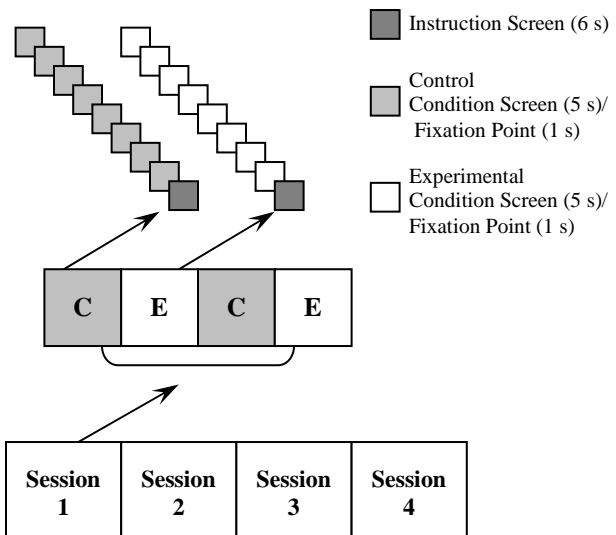 Instruction Screen (6 s)
Control
Condition Screen (5 s)/
Fixation Point (1 s)
Experimental
Condition Screen (5 s)/
Fixation Point (1 s)
C E C E
Session Session Session Session
1 2 3 4